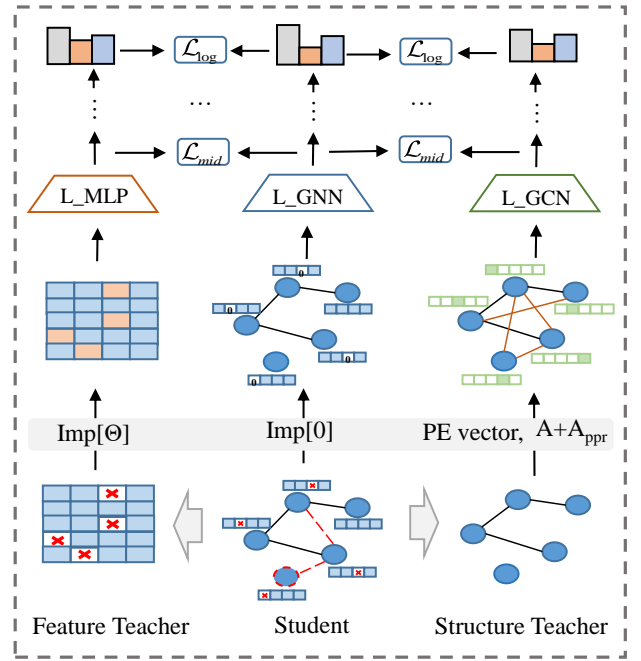 ℒlog ℒlog
... ... ... ... ...
ℒmid ℒmid
L_MLP L_GNN L_GCN
0
0
0
0
Imp[Θ] Imp[0] PE vector, A+Appr
Feature Teacher Student Structure Teacher